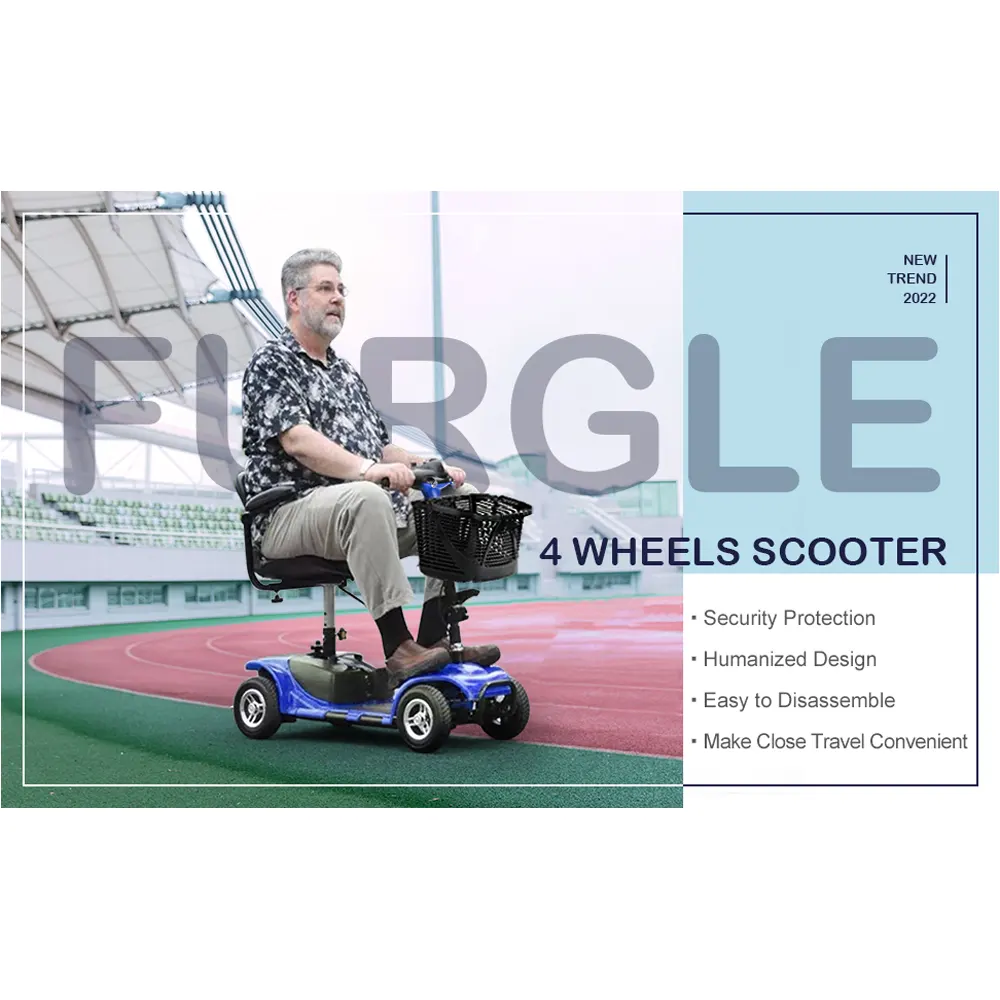 NEW
TREND
2022
FURGLE
4 WHEELS SCOOTER
· Security Protection
· Humanized Design
· Easy to Disassemble
· Make Close Travel Convenient